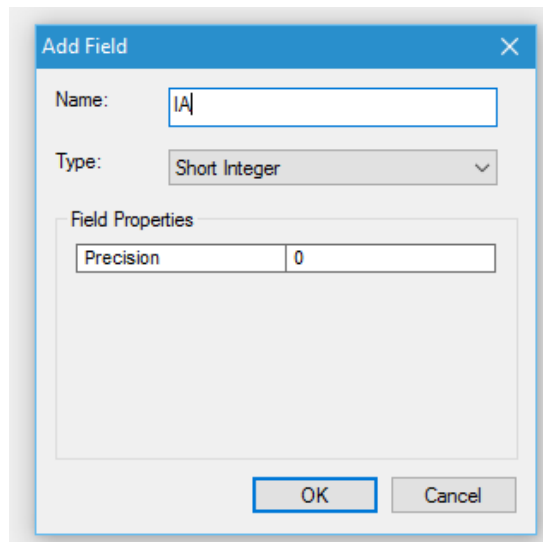 Add Field
Name: IA
Type: Short Integer
Field Properties
Precision 0
OK Cancel